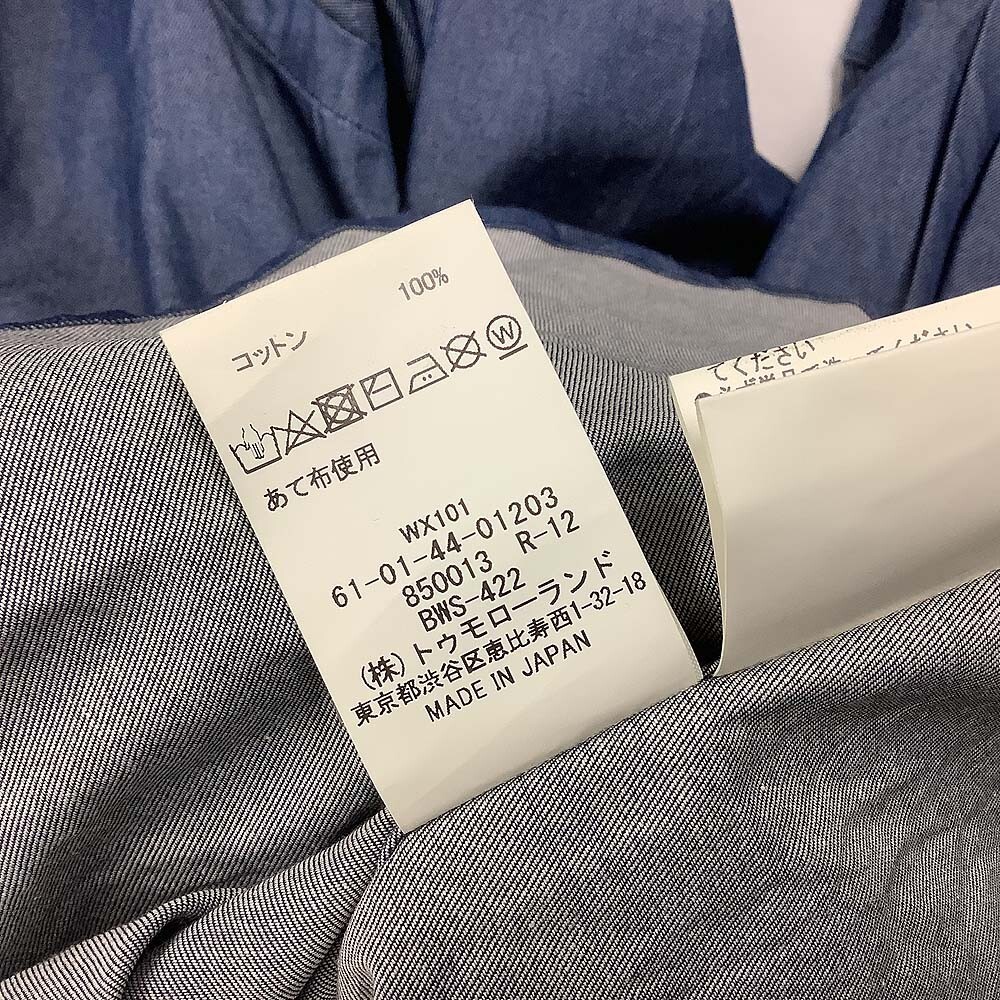 コットン 100%
W
あて布使用
WX101
61-01-44-01203
850013 R-12
BWS-422
(株)トゥモローランド
東京都渋谷区恵比寿西1-32-18
MADE IN JAPAN
てください